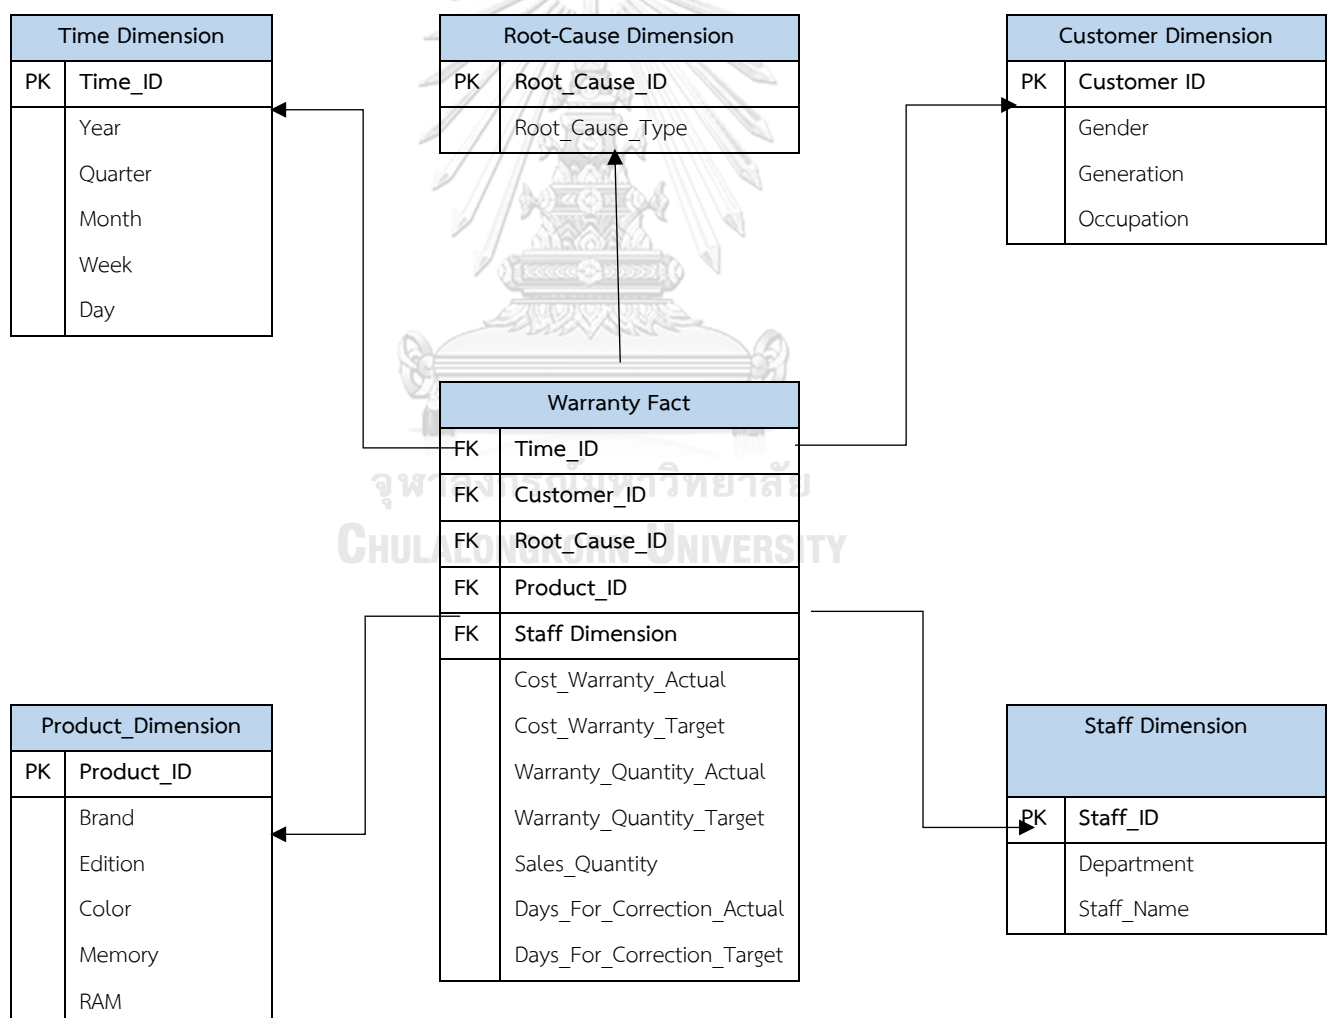 Time Dimension
PK Time_ID
Year
Quarter
Month
Week
Day
Root-Cause Dimension
PK Root_Cause_ID
Root_Cause_Type
Customer Dimension
PK Customer ID
Gender
Generation
Occupation
Warranty Fact
FK Time_ID
FK Customer_ID
FK Root_Cause_ID
FK Product_ID
FK Staff Dimension
Cost_Warranty_Actual
Cost_Warranty_Target
Warranty_Quantity_Actual
Warranty_Quantity_Target
Sales_Quantity
Days_For_Correction_Actual
Days_For_Correction_Target
จุฬาลงกรณ์มหาวิทยาลัย
CHULALONGKORN UNIVERSITY
Product_Dimension
PK Product_ID
Brand
Edition
Color
Memory
RAM
Staff Dimension
PK Staff_ID
Department
Staff_Name